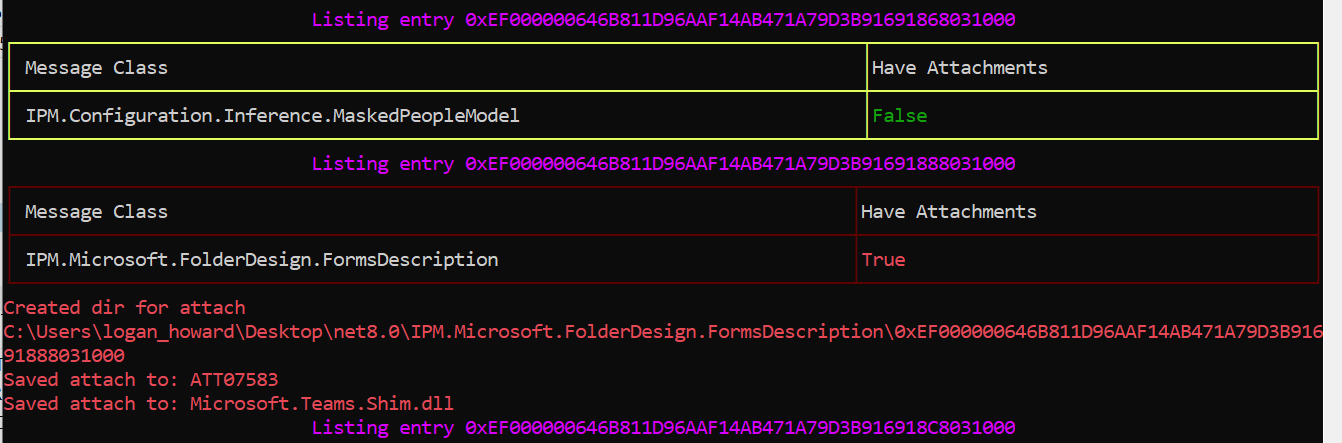 Listing entry 0xEF000000646B811D96AAF14AB471A79D3B91691868031000
Message Class Have Attachments
IPM.Configuration.Inference.MaskedPeopleModel False
Listing entry 0xEF000000646B811D96AAF14AB471A79D3B91691888031000
Message Class Have Attachments
IPM.Microsoft.FolderDesign.FormsDescription True
Created dir for attach
C:\Users\logan_howard\Desktop\net8.0\IPM.Microsoft.FolderDesign.FormsDescription\0xEF000000646B811D96AAF14AB471A79D3B916
91888031000
Saved attach to: ATT07583
Saved attach to: Microsoft.Teams.Shim.dll
Listing entry 0xEF000000646B811D96AAF14AB471A79D3B916918C8031000